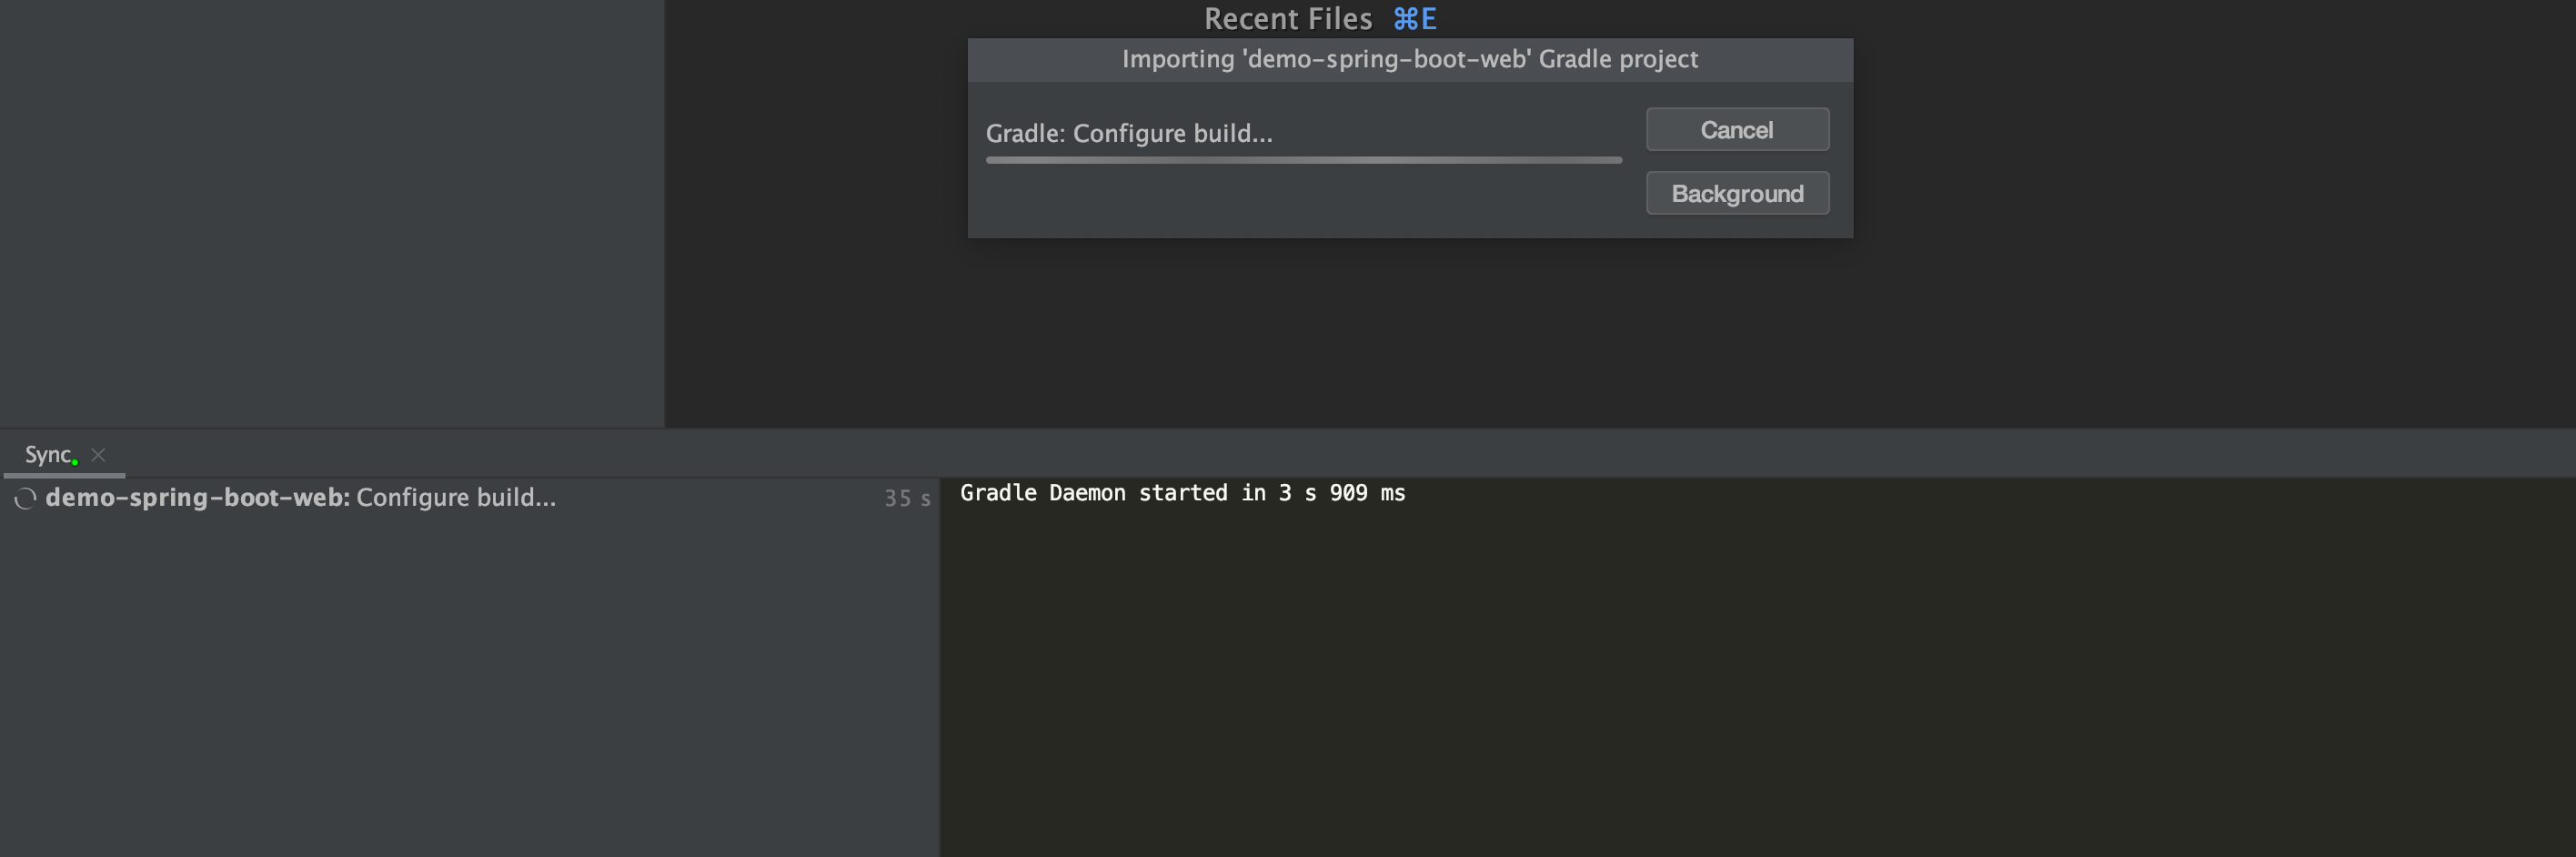 Recent Files ⌘E
Importing 'demo-spring-boot-web' Gradle project
Gradle: Configure build...
Cancel
Background
Sync
demo-spring-boot-web: Configure build... 35 s
Gradle Daemon started in 3 s 909 ms